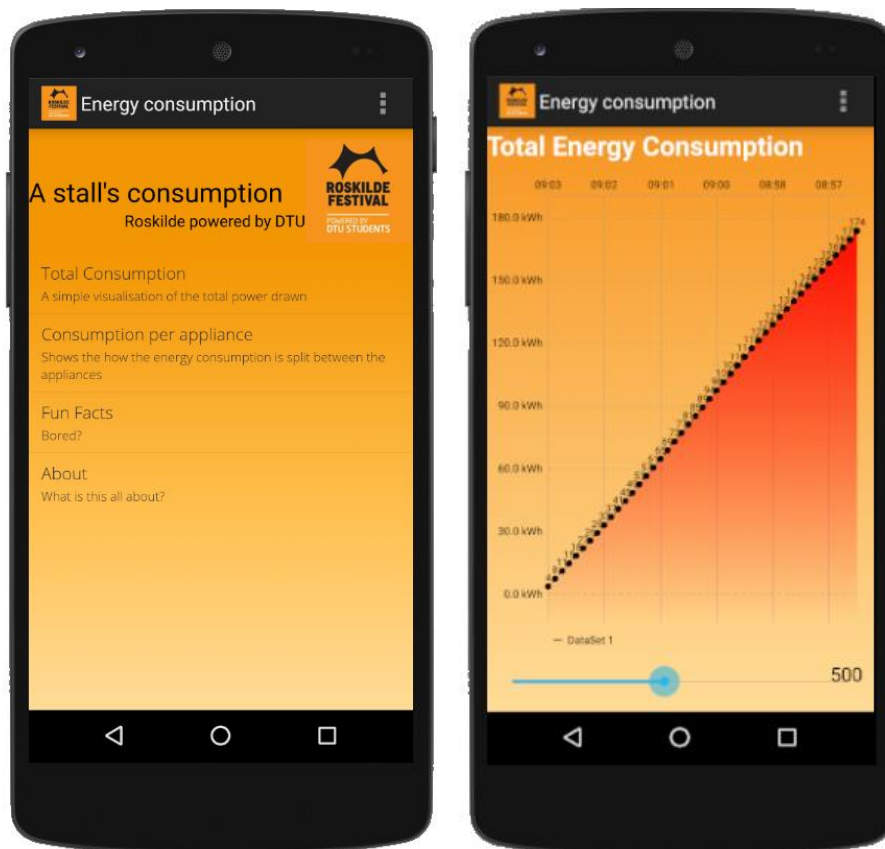 Energy consumption
A stall's consumption
Roskilde powered by DTU
ROSKILDE
FESTIVAL
POWERED BY
DTU STUDENTS
Total Consumption
A simple visualisation of the total power drawn
Consumption per appliance
Shows the how the energy consumption is split between the
appliances
Fun Facts
Bored?
About
What is this all about?
Energy consumption
Total Energy Consumption
09:03 09:02 09:01 09:00 08:58 08:57
180.0 kWh
174
150.0 kWh
120.0 kWh
90.0 kWh
60.0 kWh
30.0 kWh
0.0 kWh
DataSet 1
500